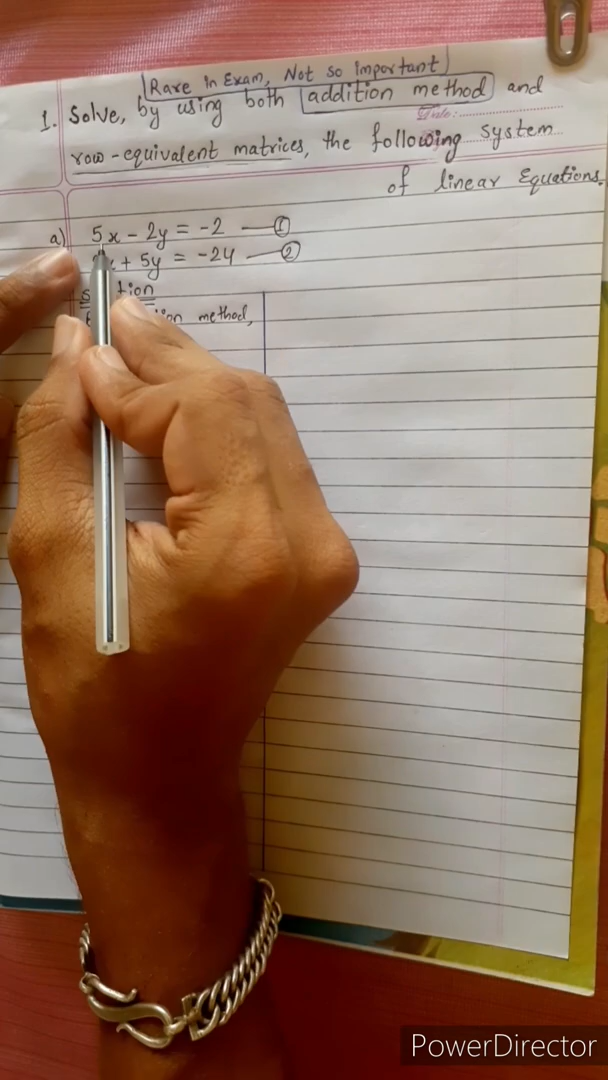 Rare in Exam, Not so important
1. Solve, by using both addition method and
Date:
row-equivalent matrices, the following system
of linear Equations.
a) 5x - 2y = -2 — ①
+ 5y = -24 — ②
method,
PowerDirector